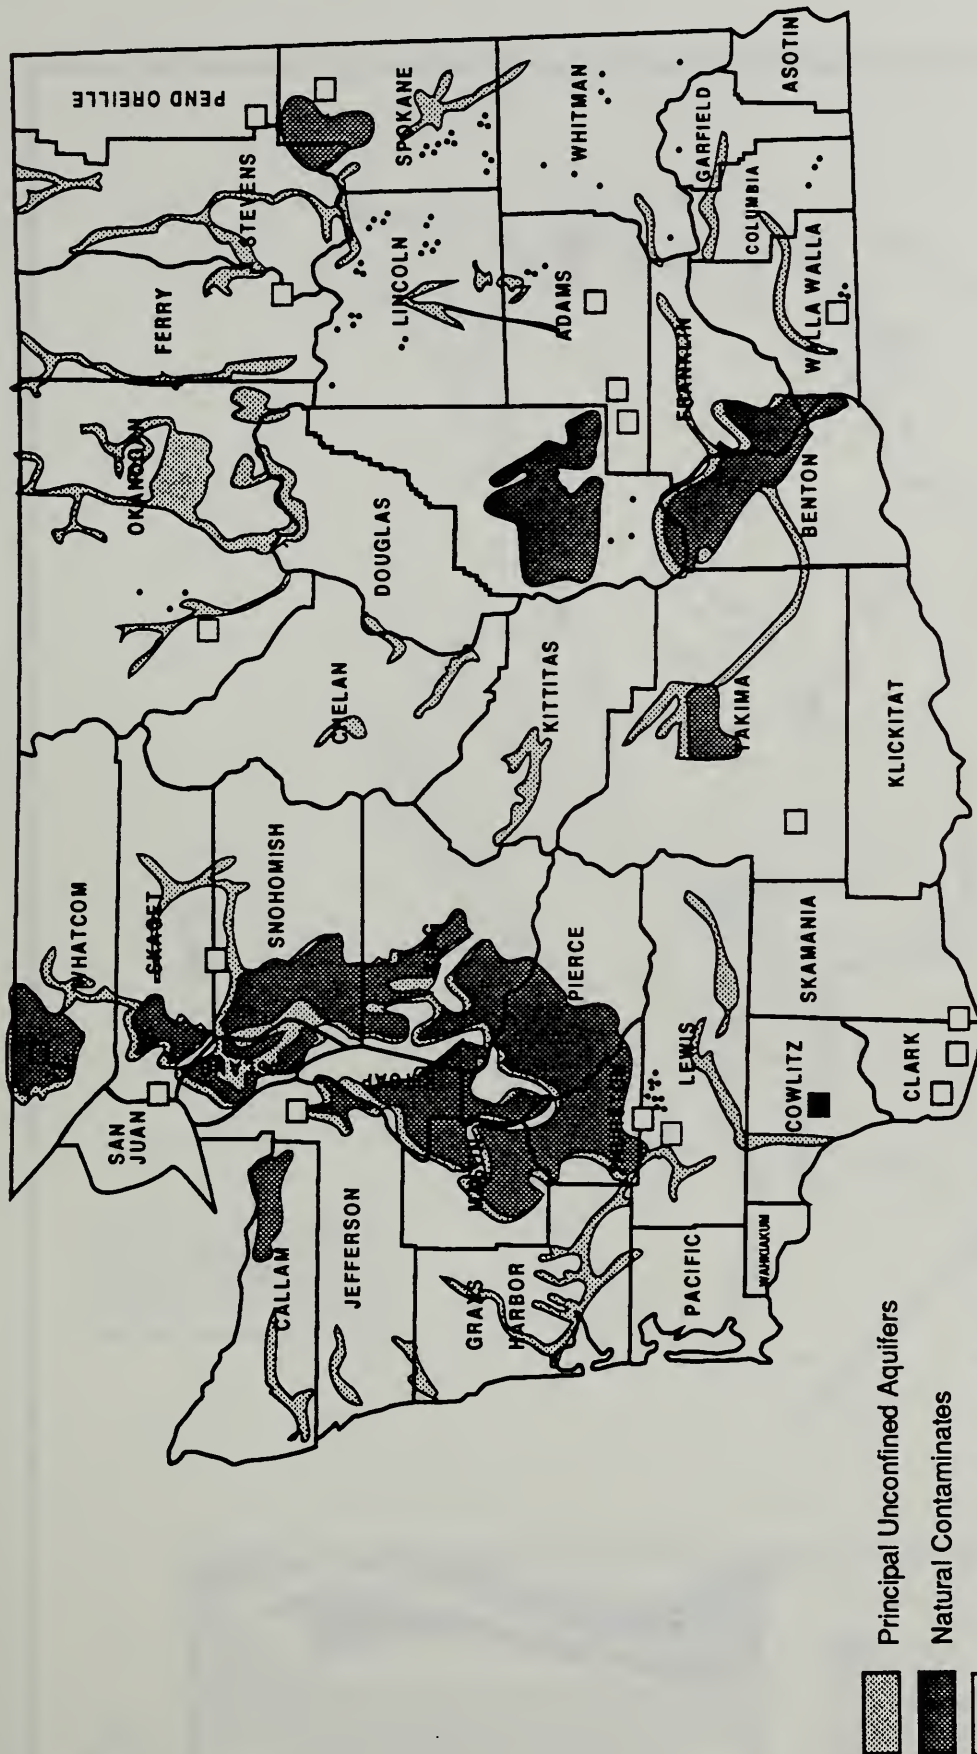 WHATCOM
SKAGIT
SAN
JUAN
SNOHOMISH
CALLAM
JEFFERSON
GRAYS
HARBOR
PIERCE
LEWIS
PACIFIC
WAHKIAKUM
COWLITZ
CLARK
SKAMANIA
KLICKITAT
YAKIMA
KITTITAS
CHELAN
DOUGLAS
OKANOGAN
FERRY
STEVENS
PEND OREILLE
SPOKANE
LINCOLN
ADAMS
WHITMAN
FRANKLIN
BENTON
WALLA WALLA
COLUMBIA
GARFIELD
ASOTIN
Principal Unconfined Aquifers
Natural Contaminates